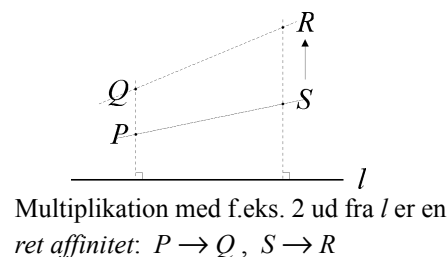 R
Q
S
P
l
Multiplikation med f.eks. 2 ud fra l er en
ret affinitet: P → Q , S → R